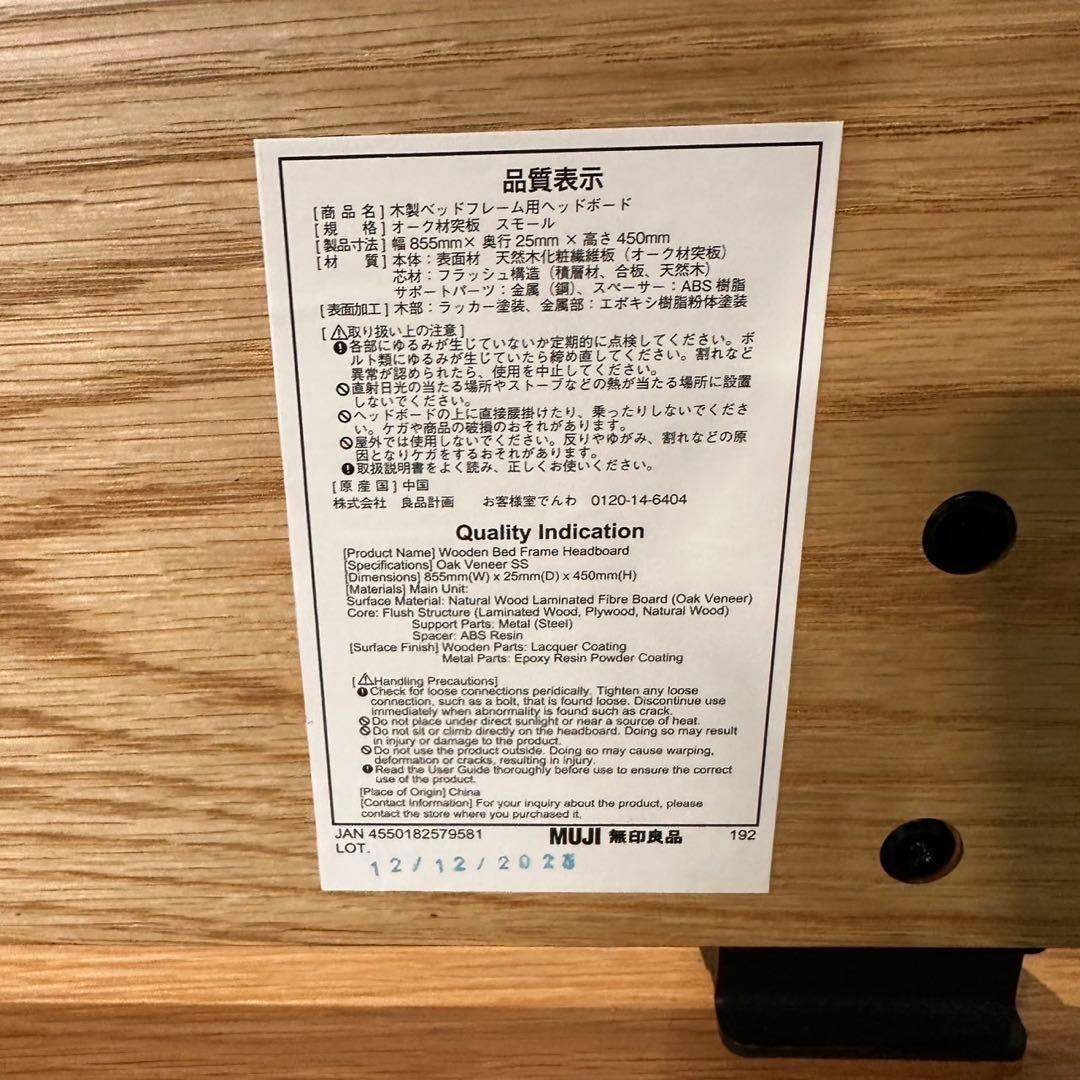 品質表示
[商 品 名] 木製ベッドフレーム用ヘッドボード
[規　　格] オーク材突板　スモール
[製品寸法] 幅 855mm× 奥行 25mm × 高さ 450mm
[材　　質] 本体：表面材　天然木化粧繊維板（オーク材突板）
芯材：フラッシュ構造（積層材、合板、天然木）
サポートパーツ：金属（鋼）、スペーサー：ABS 樹脂
[表面加工] 木部：ラッカー塗装、金属部：エポキシ樹脂粉体塗装
[⚠取り扱い上の注意]
各部にゆるみが生じていないか定期的に点検してください。ボ
ルト類にゆるみが生じていたら締め直してください。割れなど
異常が認められたら、使用を中止してください。
直射日光の当たる場所やストーブなどの熱が当たる場所に設置
しないでください。
ヘッドボードの上に直接腰掛けたり、乗ったりしないでくださ
い。ケガや商品の破損のおそれがあります。
屋外では使用しないでください。反りやゆがみ、割れなどの原
因となりケガをするおそれがあります。
取扱説明書をよく読み、正しくお使いください。
[原 産 国] 中国
株式会社　良品計画　　お客様室でんわ　0120-14-6404
Quality Indication
[Product Name] Wooden Bed Frame Headboard
[Specifications] Oak Veneer SS
[Dimensions] 855mm(W) x 25mm(D) x 450mm(H)
[Materials] Main Unit:
Surface Material: Natural Wood Laminated Fibre Board (Oak Veneer)
Core: Flush Structure (Laminated Wood, Plywood, Natural Wood)
Support Parts: Metal (Steel)
Spacer: ABS Resin
[Surface Finish] Wooden Parts: Lacquer Coating
Metal Parts: Epoxy Resin Powder Coating
[⚠Handling Precautions]
Check for loose connections peridically. Tighten any loose
connection, such as a bolt, that is found loose. Discontinue use
immediately when abnormality is found such as crack.
Do not place under direct sunlight or near a source of heat.
Do not sit or climb directly on the headboard. Doing so may result
in injury or damage to the product.
Do not use the product outside. Doing so may cause warping,
deformation or cracks, resulting in injury.
Read the User Guide thoroughly before use to ensure the correct
use of the product.
[Place of Origin] China
[Contact Information] For your inquiry about the product, please
contact the store where you purchased it.
JAN 4550182579581 MUJI 無印良品 192
LOT.